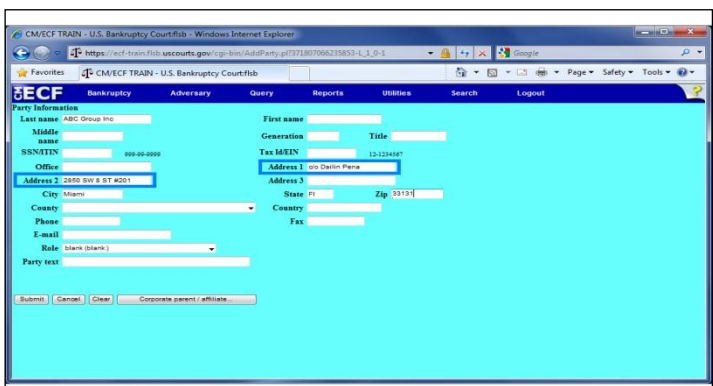 CM/ECF TRAIN - U.S. Bankruptcy Court:flsb - Windows Internet Explorer
https://ecf-train.flsb.uscourts.gov/cgi-bin/AddParty.pl?371807066235853-L_1_0-1 Google
Favorites CM/ECF TRAIN - U.S. Bankruptcy Court:flsb Page Safety Tools
ECF Bankruptcy Adversary Query Reports Utilities Search Logout ?
Party Information
Last name ABC Group Inc First name
Middle name Generation Title
SSN/ITIN 999-99-9999 Tax Id/EIN 12-1234567
Office Address 1 c/o Dailin Pena
Address 2 2850 SW 8 ST #201 Address 3
City Miami State Fl Zip 33131
County Country
Phone Fax
E-mail
Role blank (blank:)
Party text
Submit Cancel Clear Corporate parent / affiliate...